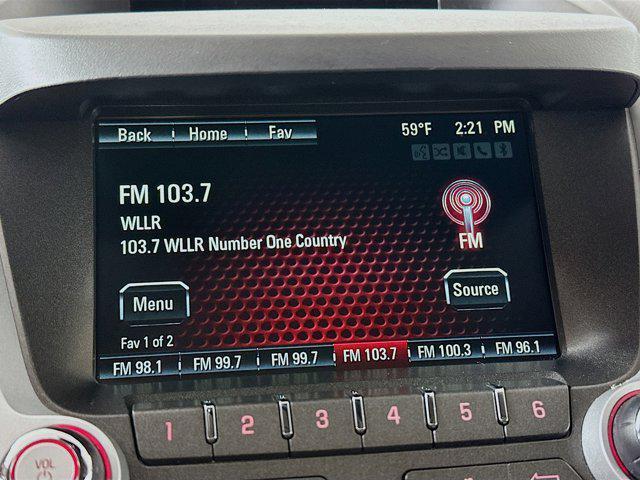 Back Home Fav 59°F 2:21 PM
FM 103.7
WLLR
103.7 WLLR Number One Country
FM
Menu Source
Fav 1 of 2
FM 98.1 FM 99.7 FM 99.7 FM 103.7 FM 100.3 FM 96.1
1 2 3 4 5 6
VOL